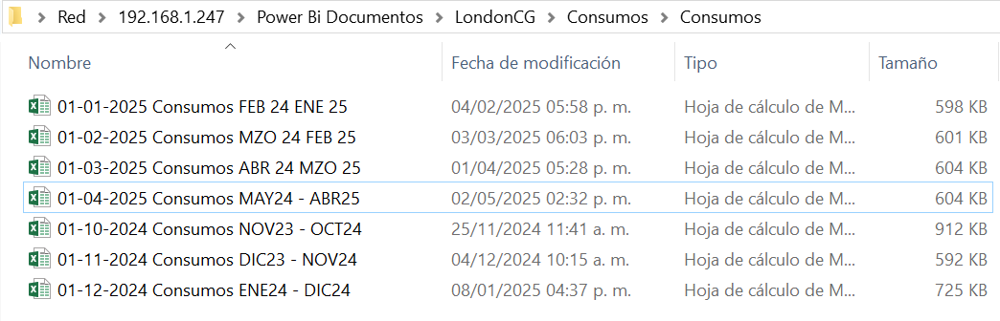 Red > 192.168.1.247 > Power Bi Documentos > LondonCG > Consumos > Consumos
Nombre Fecha de modificación Tipo Tamaño
01-01-2025 Consumos FEB 24 ENE 25 04/02/2025 05:58 p. m. Hoja de cálculo de M... 598 KB
01-02-2025 Consumos MZO 24 FEB 25 03/03/2025 06:03 p. m. Hoja de cálculo de M... 601 KB
01-03-2025 Consumos ABR 24 MZO 25 01/04/2025 05:28 p. m. Hoja de cálculo de M... 604 KB
01-04-2025 Consumos MAY24 - ABR25 02/05/2025 02:32 p. m. Hoja de cálculo de M... 604 KB
01-10-2024 Consumos NOV23 - OCT24 25/11/2024 11:41 a. m. Hoja de cálculo de M... 912 KB
01-11-2024 Consumos DIC23 - NOV24 04/12/2024 10:15 a. m. Hoja de cálculo de M... 592 KB
01-12-2024 Consumos ENE24 - DIC24 08/01/2025 04:37 p. m. Hoja de cálculo de M... 725 KB